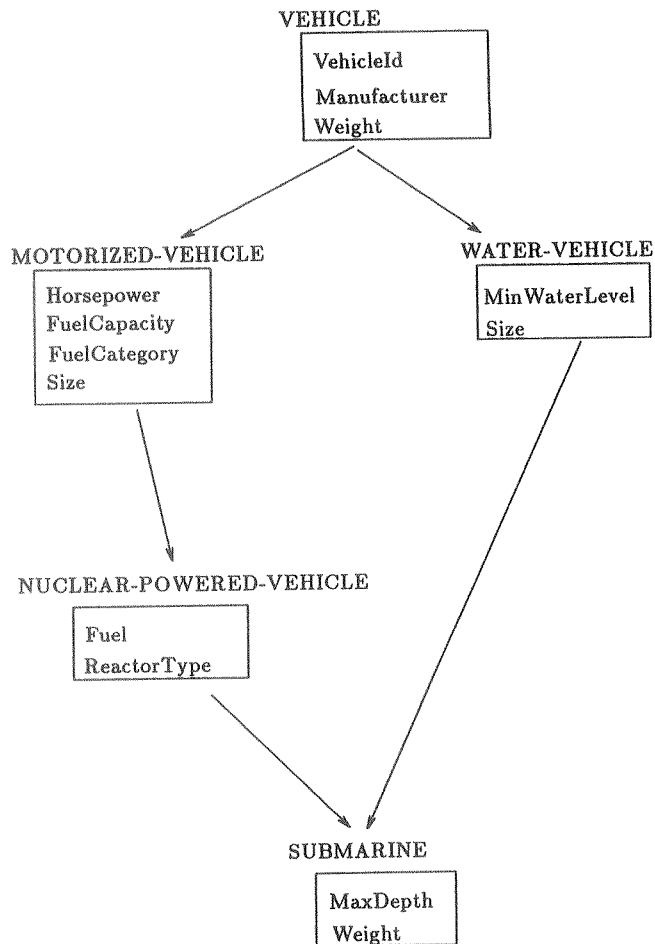 VEHICLE
VehicleId
Manufacturer
Weight
MOTORIZED-VEHICLE
Horsepower
FuelCapacity
FuelCategory
Size
WATER-VEHICLE
MinWaterLevel
Size
NUCLEAR-POWERED-VEHICLE
Fuel
ReactorType
SUBMARINE
MaxDepth
Weight